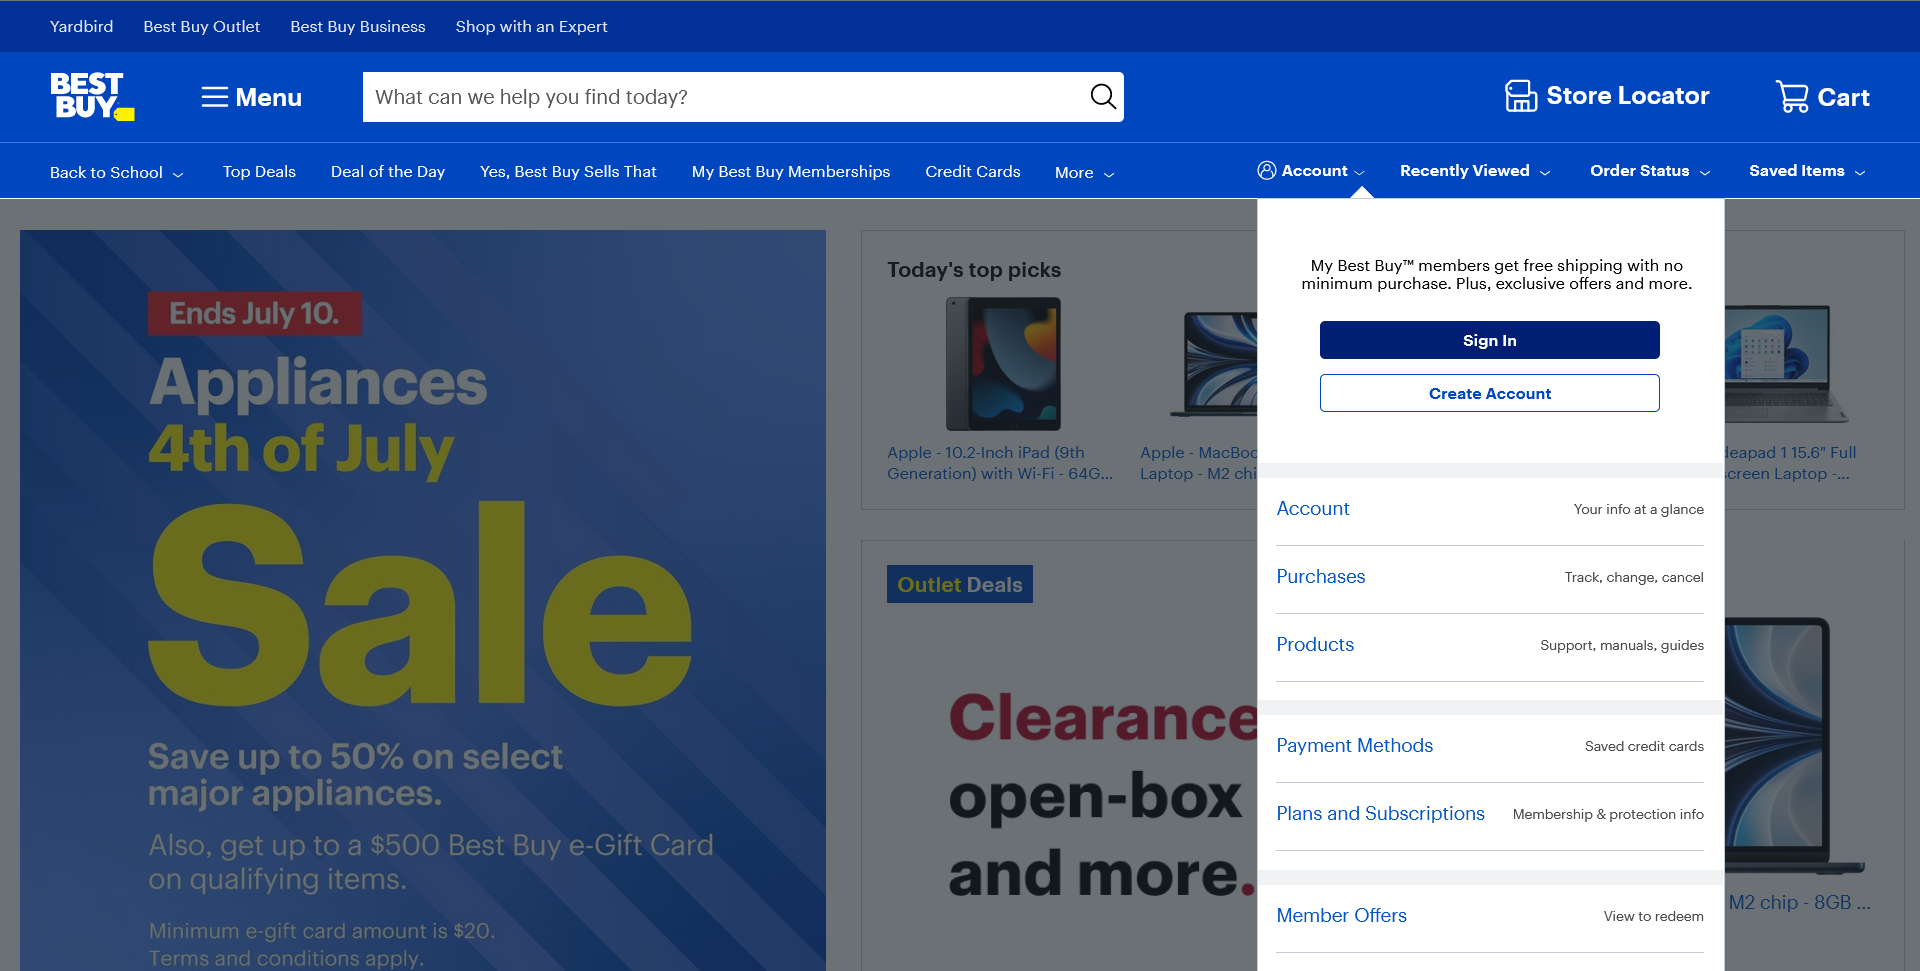 Yardbird
Best Buy Outlet
Best Buy Business
Shop with an Expert
BEST
BUY
Menu
What can we help you find today?
Store Locator
Cart
Back to School
Top Deals
Deal of the Day
Yes, Best Buy Sells That
My Best Buy Memberships
Credit Cards
More
Account
Recently Viewed
Order Status
Saved Items
Ends July 10.
Appliances
4th of July
Sale
Save up to 50% on select
major appliances.
Also, get up to a $500 Best Buy e-Gift Card
on qualifying items.
Minimum e-gift card amount is $20.
Terms and conditions apply.
Today's top picks
Apple - 10.2-Inch iPad (9th
Generation) with Wi-Fi - 64G...
Apple - MacBoo
Laptop - M2 chi
deapad 1 15.6" Full
screen Laptop -...
Outlet Deals
Clearance
open-box
and more.
M2 chip - 8GB ...
My Best Buy™ members get free shipping with no
minimum purchase. Plus, exclusive offers and more.
Sign In
Create Account
Account
Your info at a glance
Purchases
Track, change, cancel
Products
Support, manuals, guides
Payment Methods
Saved credit cards
Plans and Subscriptions
Membership & protection info
Member Offers
View to redeem